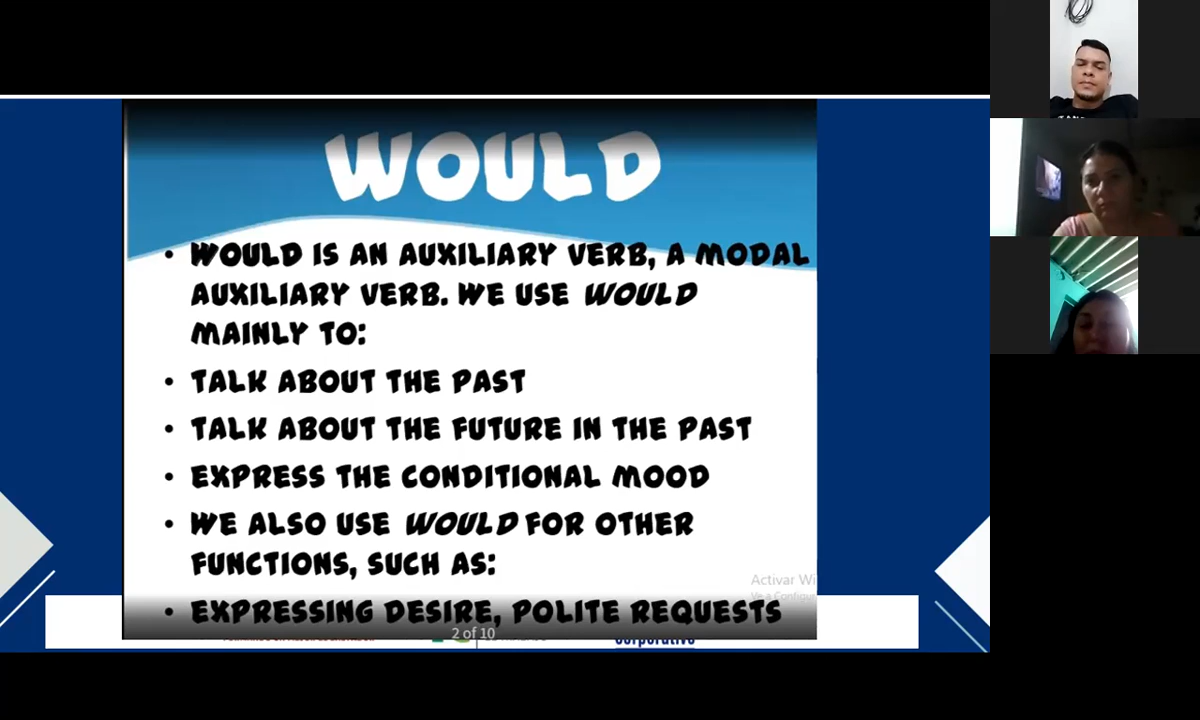 WOULD
• WOULD IS AN AUXILIARY VERB, A MODAL
AUXILIARY VERB. WE USE WOULD
MAINLY TO:
• TALK ABOUT THE PAST
• TALK ABOUT THE FUTURE IN THE PAST
• EXPRESS THE CONDITIONAL MOOD
• WE ALSO USE WOULD FOR OTHER
FUNCTIONS, SUCH AS:
Activar Wi
Ve a Configur
• EXPRESSING DESIRE, POLITE REQUESTS
2 of 10